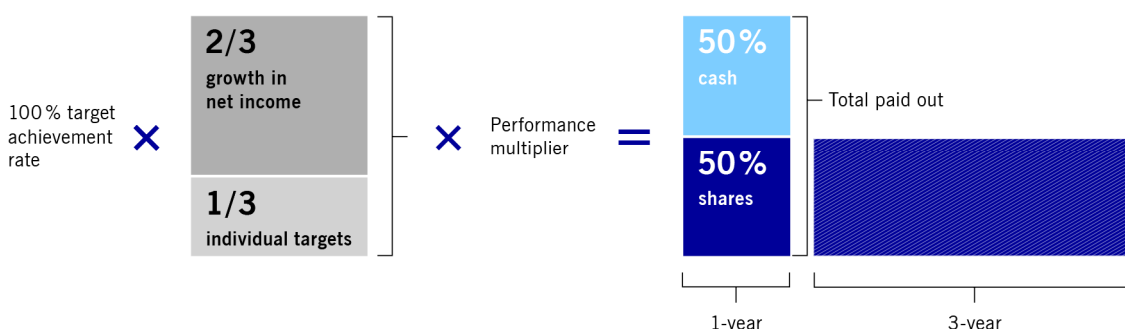 100 % target
achievement
rate
×
2/3
growth in
net income
1/3
individual targets
×
Performance
multiplier
=
50 %
cash
50 %
shares
Total paid out
1-year
3-year